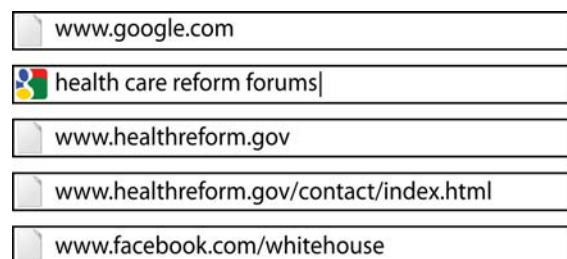 www.google.com
health care reform forums
www.healthreform.gov
www.healthreform.gov/contact/index.html
www.facebook.com/whitehouse